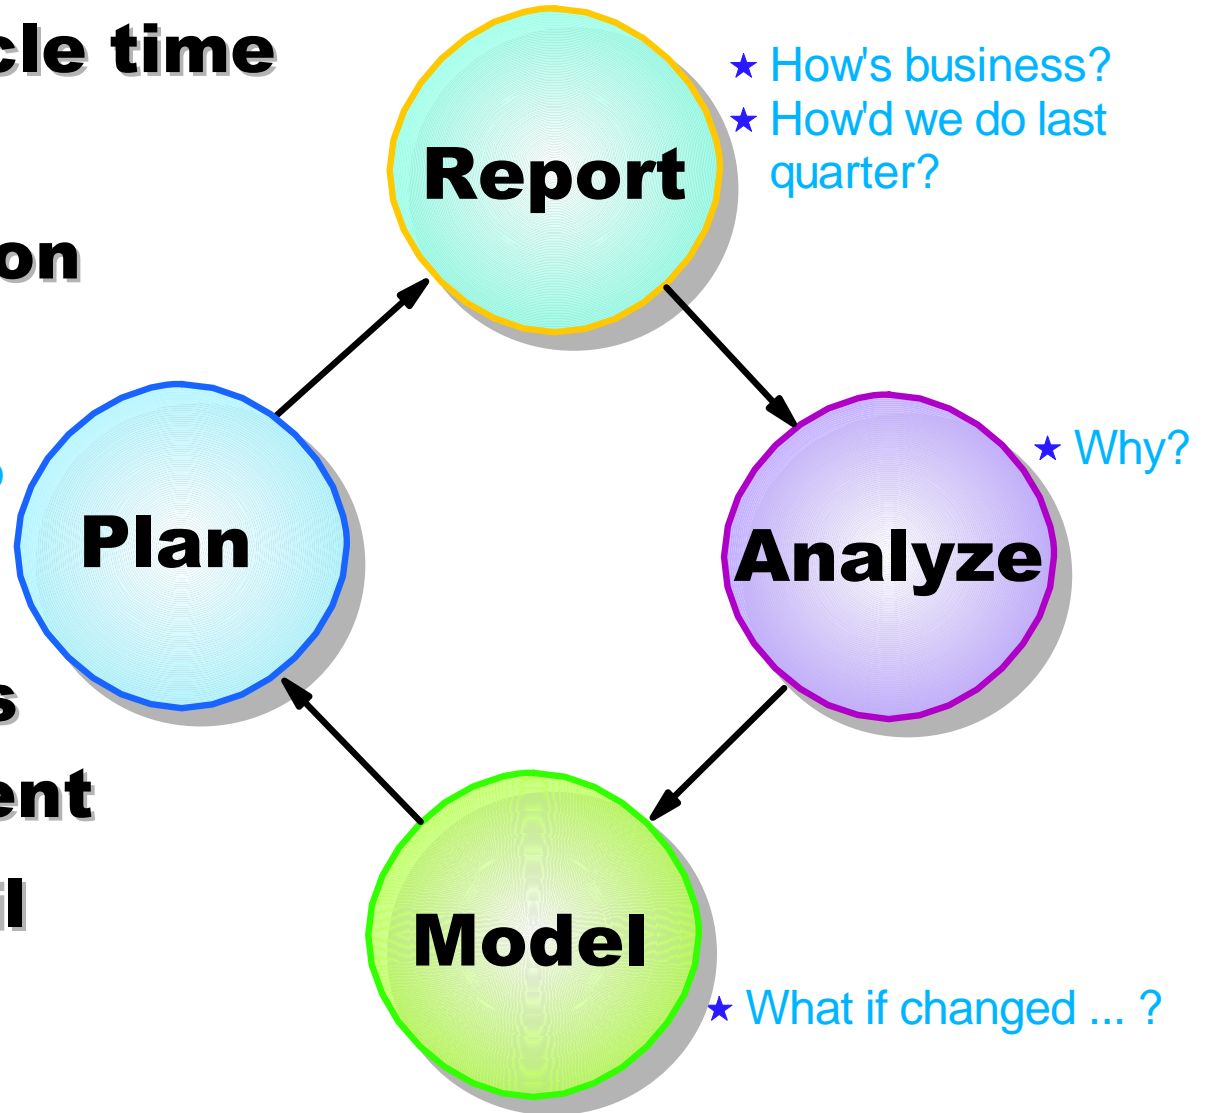 cle time
How's business?
How'd we do last
quarter?
Report
on
Why?
Plan
Analyze
s
ent
il
Model
What if changed ... ?